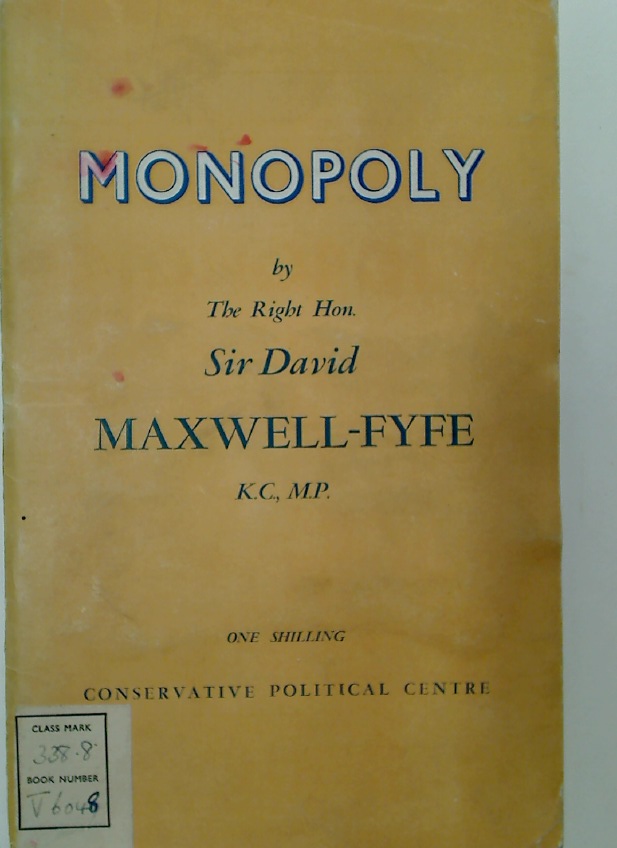 MONOPOLY
by
The Right Hon.
Sir David
MAXWELL-FYFE
K.C., M.P.
ONE SHILLING
CONSERVATIVE POLITICAL CENTRE
CLASS MARK
338.8
BOOK NUMBER
V6048